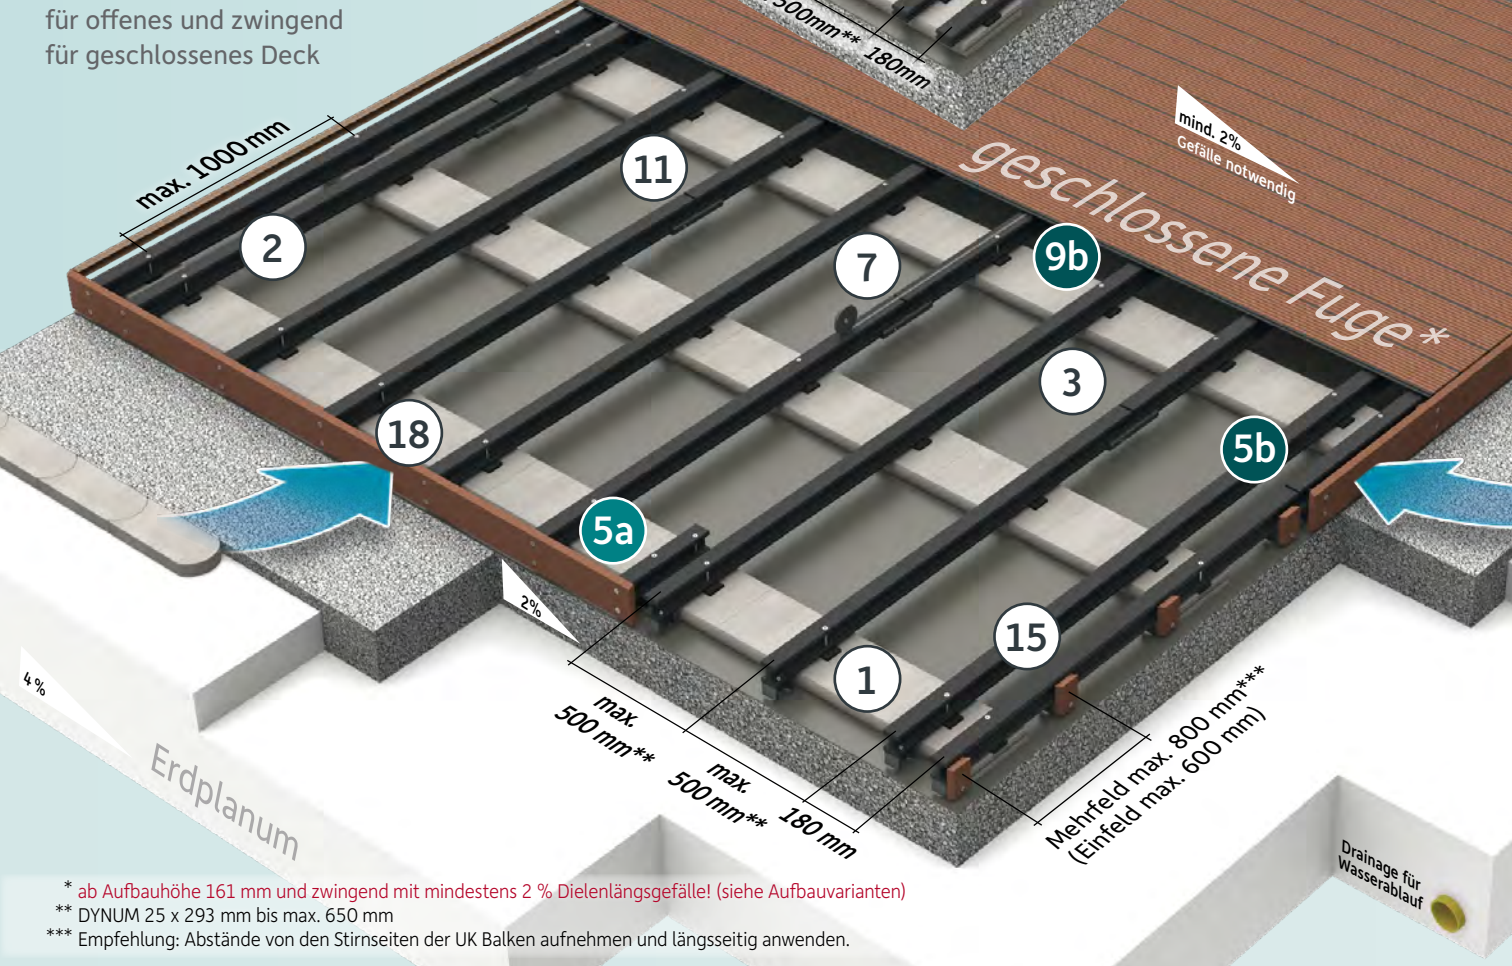 für offenes und zwingend
für geschlossenes Deck
500mm**
180mm
mind. 2%
Gefälle notwendig
geschlossene Fuge*
max. 1000 mm
11
2
7
9b
3
18
5b
5a
2%
15
1
4 %
max.
500 mm**
max.
500 mm**
180 mm
Mehrfeld max. 800 mm***
(Einfeld max. 600 mm)
Erdplanum
Drainage für
Wasserablauf
* ab Aufbauhöhe 161 mm und zwingend mit mindestens 2 % Dielenlängsgefälle! (siehe Aufbauvarianten)
** DYNUM 25 x 293 mm bis max. 650 mm
*** Empfehlung: Abstände von den Stirnseiten der UK Balken aufnehmen und längsseitig anwenden.